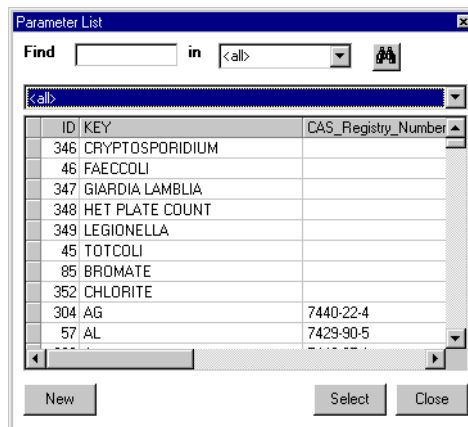 Parameter List
Find in <all>
<all>
ID KEY CAS_Registry_Number
346 CRYPTOSPORIDIUM
46 FAECCOLI
347 GIARDIA LAMBLIA
348 HET PLATE COUNT
349 LEGIONELLA
45 TOTCOLI
85 BROMATE
352 CHLORITE
304 AG 7440-22-4
57 AL 7429-90-5
New Select Close